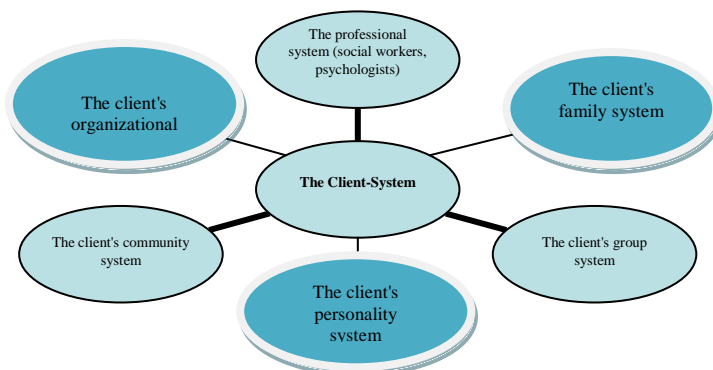 The professional
system (social workers,
psychologists)
The client's
organizational
The client's
family system
The Client-System
The client's community
system
The client's group
system
The client's
personality
system